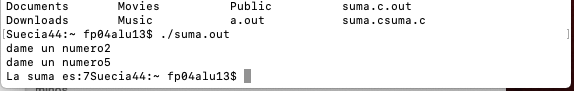 Documents Movies Public suma.c.out
Downloads Music a.out suma.csuma.c
[Suecia44:~ fp04alu13$ ./suma.out
dame un numero2
dame un numero5
La suma es:7Suecia44:~ fp04alu13$